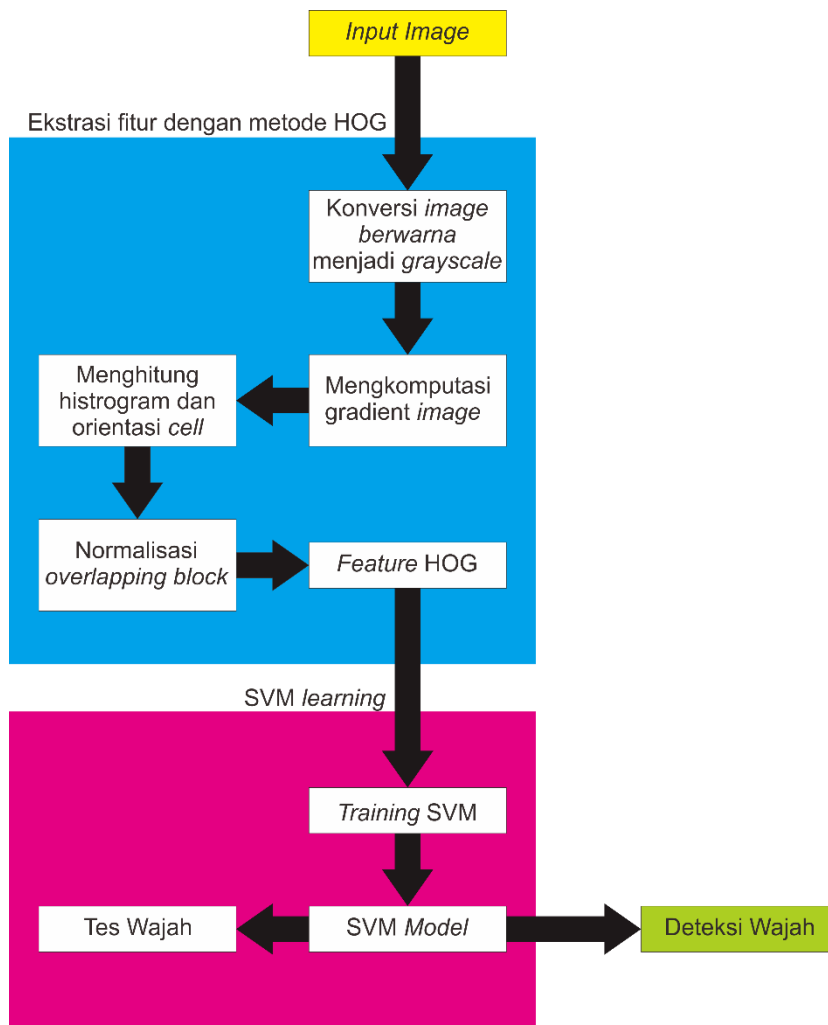 Input Image
Ekstrasi fitur dengan metode HOG
Konversi image
berwarna
menjadi grayscale
Mengkomputasi
gradient image
Menghitung
histrogram dan
orientasi cell
Normalisasi
overlapping block
Feature HOG
SVM learning
Training SVM
SVM Model
Tes Wajah
Deteksi Wajah